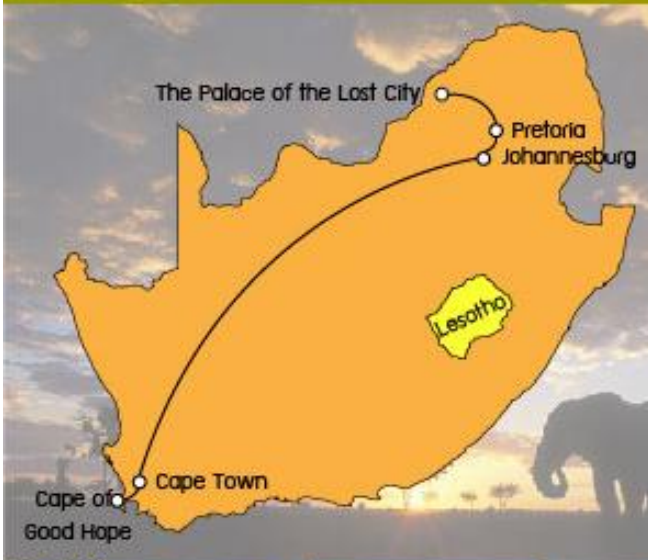 The Palace of the Lost City
Pretoria
Johannesburg
Lesotho
Cape Town
Cape of
Good Hope